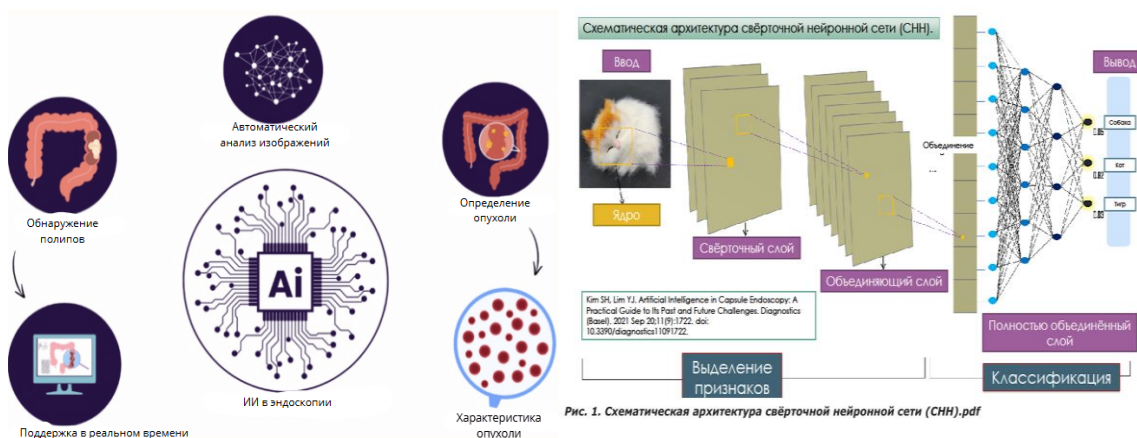 Автоматический
анализ изображений
Обнаружение
полипов
Определение
опухоли
Ai
ИИ в эндоскопии
Поддержка в реальном времени
Характеристика
опухоли
Схематическая архитектура свёрточной нейронной сети (СНН).
Ввод
Ядро
Свёрточный слой
Объединяющий слой
Объединение
...
Вывод
Собака
Кот
Тигр
Полностью объединённый
слой
Kim SH, Lim YJ. Artificial Intelligence in Capsule Endoscopy: A
Practical Guide to Its Past and Future Challenges. Diagnostics
(Basel). 2021 Sep 20;11(9):1722. doi:
10.3390/diagnostics11091722.
Выделение
признаков
Классификация
Рис. 1. Схематическая архитектура свёрточной нейронной сети (СНН).pdf